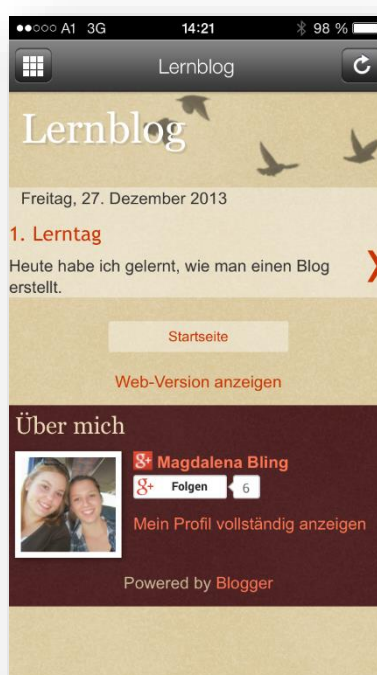 A1 3G 14:21 98 %
Lernblog
Lernblog
Freitag, 27. Dezember 2013
1. Lerntag
Heute habe ich gelernt, wie man einen Blog
erstellt.
Startseite
Web-Version anzeigen
Über mich
g+ Magdalena Bling
g+ Folgen 6
Mein Profil vollständig anzeigen
Powered by Blogger